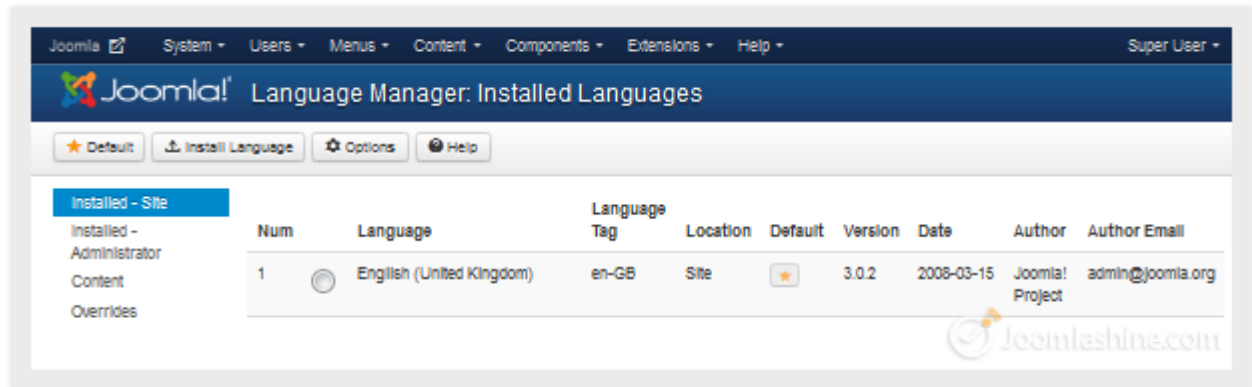 Joomla System Users Menus Content Components Extensions Help Super User
Joomla! Language Manager: Installed Languages
Default Install Language Options Help
Installed - Site
Installed -
Administrator
Content
Overrides
Num Language Language Tag Location Default Version Date Author Author Email
1 English (United Kingdom) en-GB Site 3.0.2 2008-03-15 Joomla! Project admin@joomla.org
Joomlashine.com